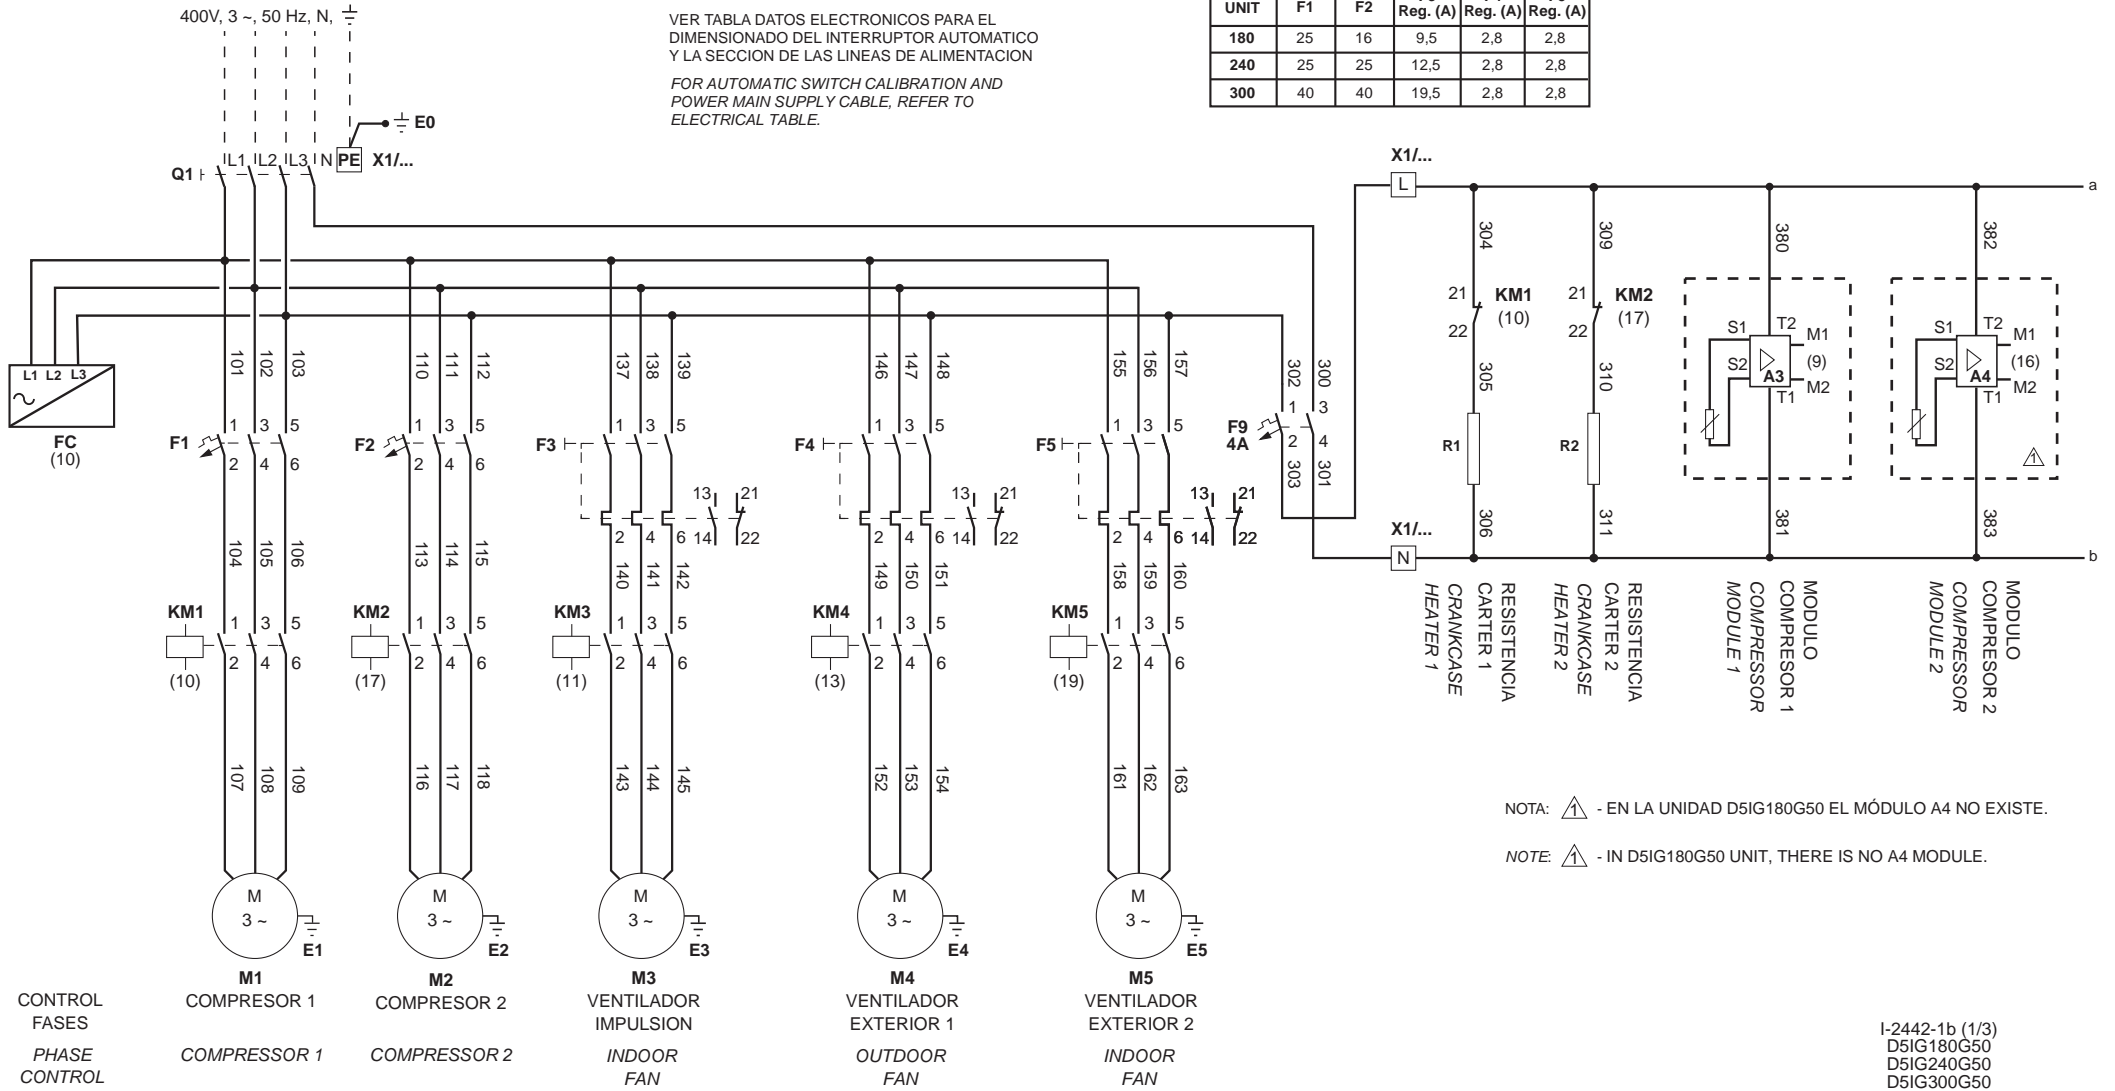 400V, 3 ~, 50 Hz, N,
VER TABLA DATOS ELECTRONICOS PARA EL
DIMENSIONADO DEL INTERRUPTOR AUTOMATICO
Y LA SECCION DE LAS LINEAS DE ALIMENTACION
FOR AUTOMATIC SWITCH CALIBRATION AND
POWER MAIN SUPPLY CABLE, REFER TO
ELECTRICAL TABLE.
UNIT F1 F2 Reg. (A) Reg. (A) Reg. (A)
180 25 16 9,5 2,8 2,8
240 25 25 12,5 2,8 2,8
300 40 40 19,5 2,8 2,8
E0
Q1 L1 L2 L3 N PE X1/...
X1/...
L
a
304 309 380 382
21 KM1 21 KM2
22 (10) 22 (17)
S1 T2 M1 S1 T2 M1
S2 (9) S2 (16)
A3 M2 A4 M2
T1 T1
305 310
R1 R2
1
306 311 381 383
X1/...
N
b
101 102 103 110 111 112 137 138 139 146 147 148 155 156 157 302 300
L1 L2 L3
FC
(10)
1 3 5 1 3 5 1 3 5 1 3 5 1 3 5 1 3
F1 F2 F3 F4 F5 F9
4A
2 4 6 2 4 6 2 4
303 301
13 21 13 21 13 21
2 4 6 14 22 2 4 6 14 22 2 4 6 14 22
104 105 106 113 114 115 140 141 142 149 150 151 158 159 160
KM1 1 3 5 KM2 1 3 5 KM3 1 3 5 KM4 1 3 5 KM5 1 3 5
2 4 6 2 4 6 2 4 6 2 4 6 2 4 6
(10) (17) (11) (13) (19)
107 108 109 116 117 118 143 144 145 152 153 154 161 162 163
RESISTENCIA
CARTER 1
CRANKCASE
HEATER 1
RESISTENCIA
CARTER 2
CRANKCASE
HEATER 2
MODULO
COMPRESOR 1
COMPRESSOR
MODULE 1
MODULO
COMPRESOR 2
COMPRESSOR
MODULE 2
NOTA: 1 - EN LA UNIDAD D5IG180G50 EL MÓDULO A4 NO EXISTE.
NOTE: 1 - IN D5IG180G50 UNIT, THERE IS NO A4 MODULE.
M M M M M
3 ~ 3 ~ 3 ~ 3 ~ 3 ~
E1 E2 E3 E4 E5
M1 M2 M3 M4 M5
CONTROL
FASES
PHASE
CONTROL
COMPRESOR 1
COMPRESSOR 1
COMPRESOR 2
COMPRESSOR 2
VENTILADOR
IMPULSION
INDOOR
FAN
VENTILADOR
EXTERIOR 1
OUTDOOR
FAN
VENTILADOR
EXTERIOR 2
INDOOR
FAN
I-2442-1b (1/3)
D5IG180G50
D5IG240G50
D5IG300G50